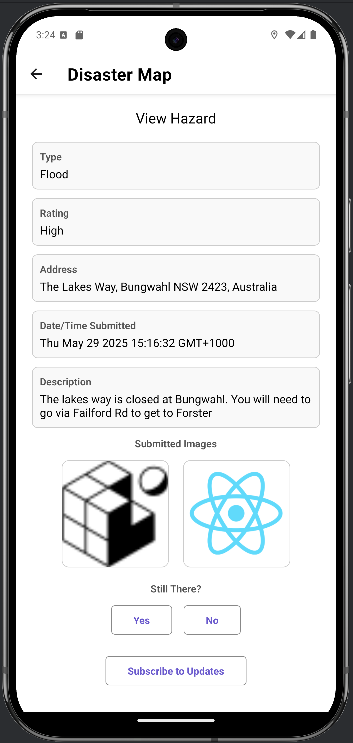 3:24
Disaster Map
View Hazard
Type
Flood
Rating
High
Address
The Lakes Way, Bungwahl NSW 2423, Australia
Date/Time Submitted
Thu May 29 2025 15:16:32 GMT+1000
Description
The lakes way is closed at Bungwahl. You will need to
go via Failford Rd to get to Forster
Submitted Images
Still There?
Yes No
Subscribe to Updates